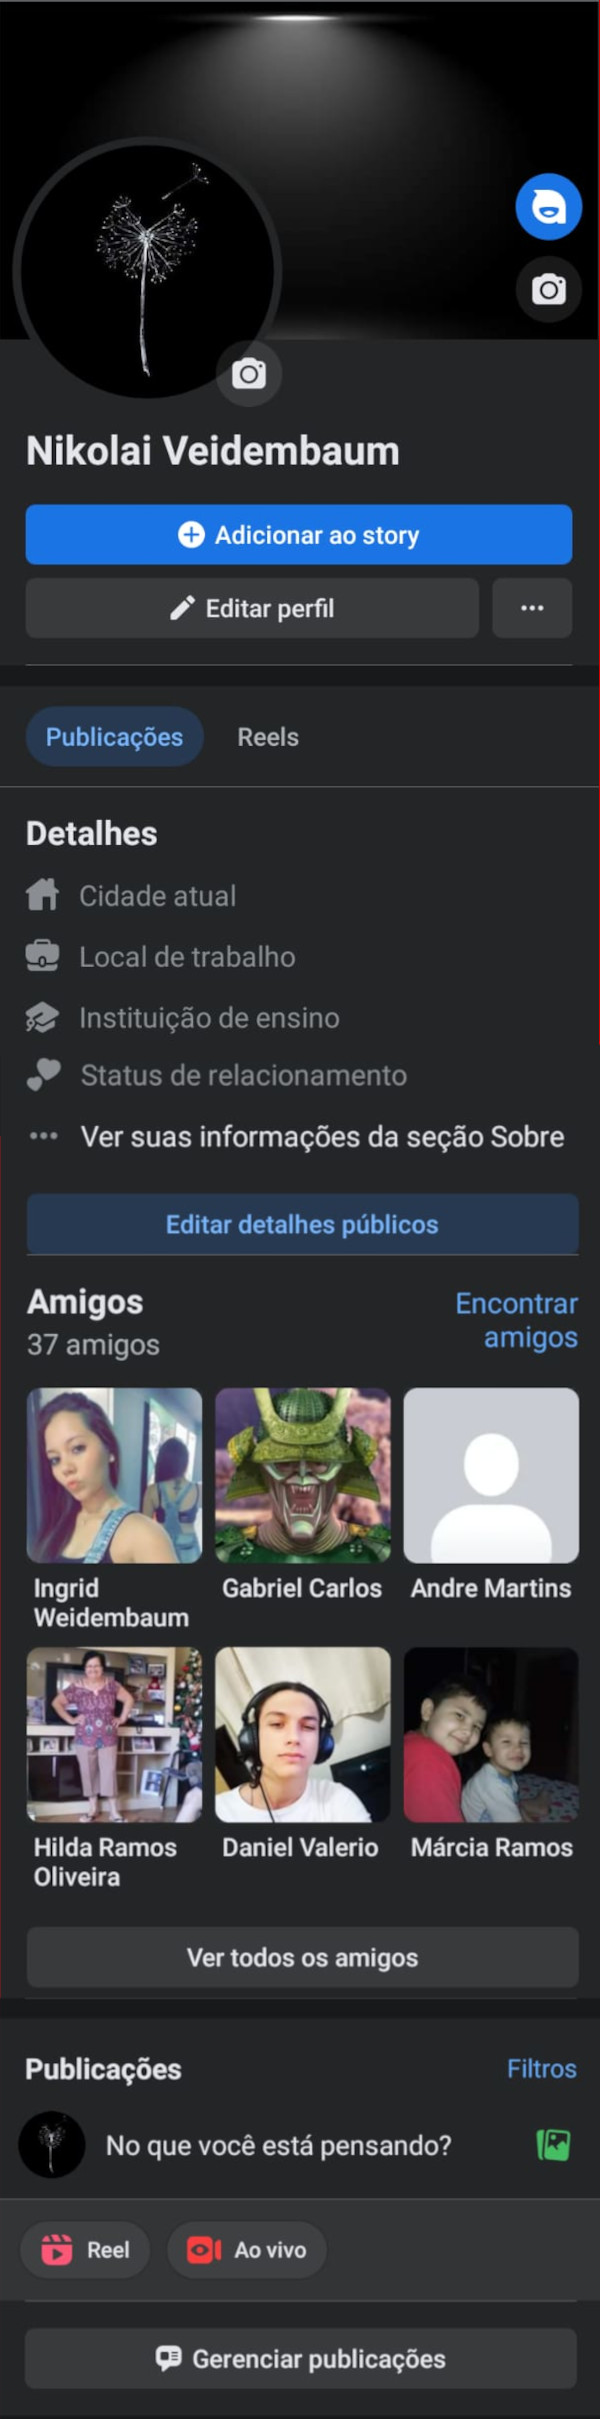 Nikolai Veidembaum
Adicionar ao story
Editar perfil
Publicações Reels
Detalhes
Cidade atual
Local de trabalho
Instituição de ensino
Status de relacionamento
Ver suas informações da seção Sobre
Editar detalhes públicos
Amigos
37 amigos
Encontrar
amigos
Ingrid
Weidembaum
Gabriel Carlos
Andre Martins
Hilda Ramos
Oliveira
Daniel Valerio
Márcia Ramos
Ver todos os amigos
Publicações
Filtros
No que você está pensando?
Reel
Ao vivo
Gerenciar publicações